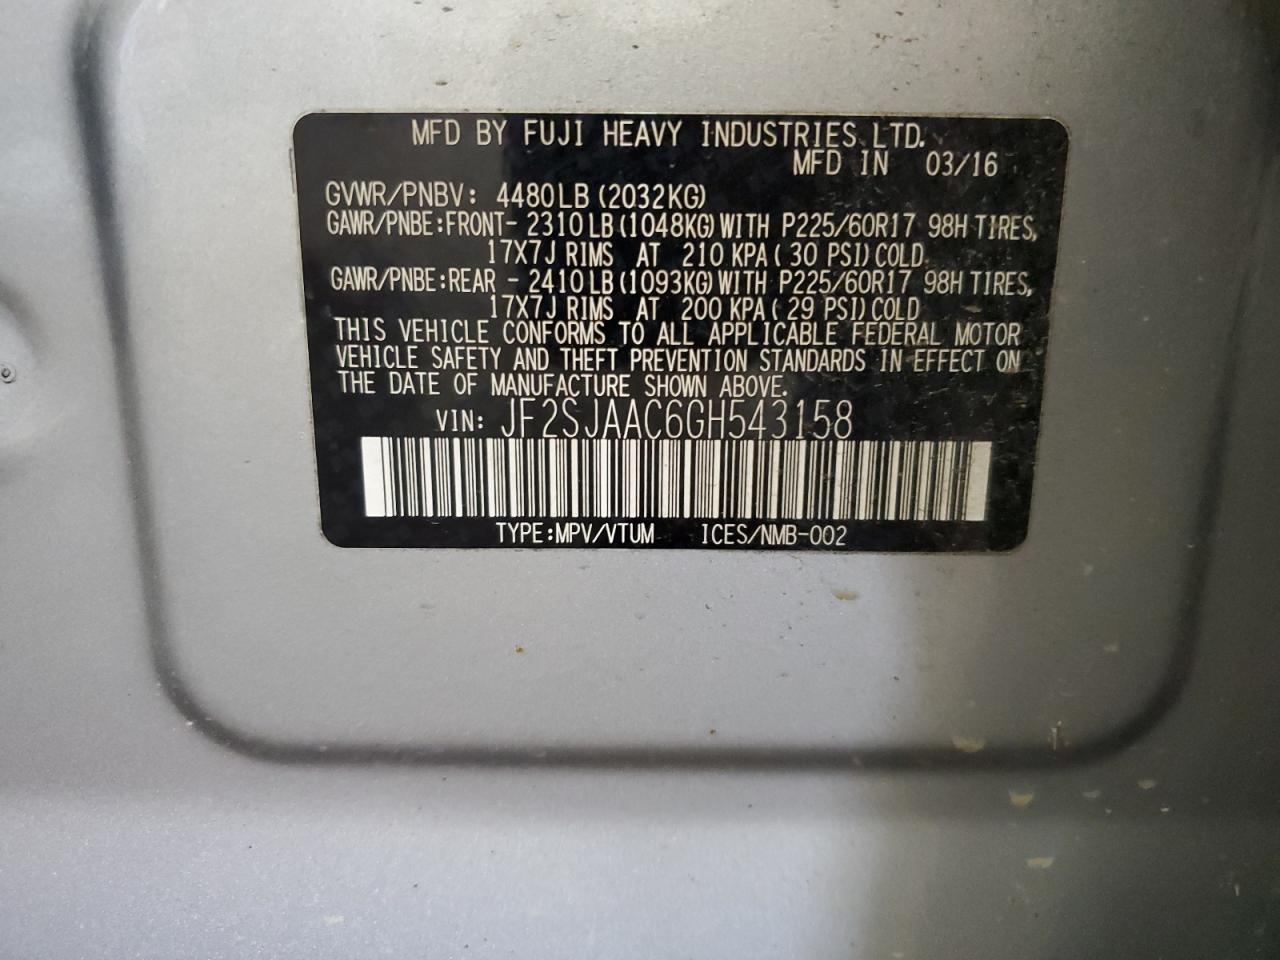 MFD BY FUJI HEAVY INDUSTRIES LTD.
MFD IN 03/16
GVWR/PNBV: 4480LB (2032KG)
GAWR/PNBE:FRONT- 2310LB (1048KG) WITH P225/60R17 98H TIRES,
17X7J RIMS AT 210 KPA ( 30 PSI) COLD.
GAWR/PNBE:REAR - 2410LB (1093KG) WITH P225/60R17 98H TIRES,
17X7J RIMS AT 200 KPA ( 29 PSI) COLD
THIS VEHICLE CONFORMS TO ALL APPLICABLE FEDERAL MOTOR
VEHICLE SAFETY AND THEFT PREVENTION STANDARDS IN EFFECT ON
THE DATE OF MANUFACTURE SHOWN ABOVE.
VIN: JF2SJAAC6GH543158
TYPE:MPV/VTUM ICES/NMB-002